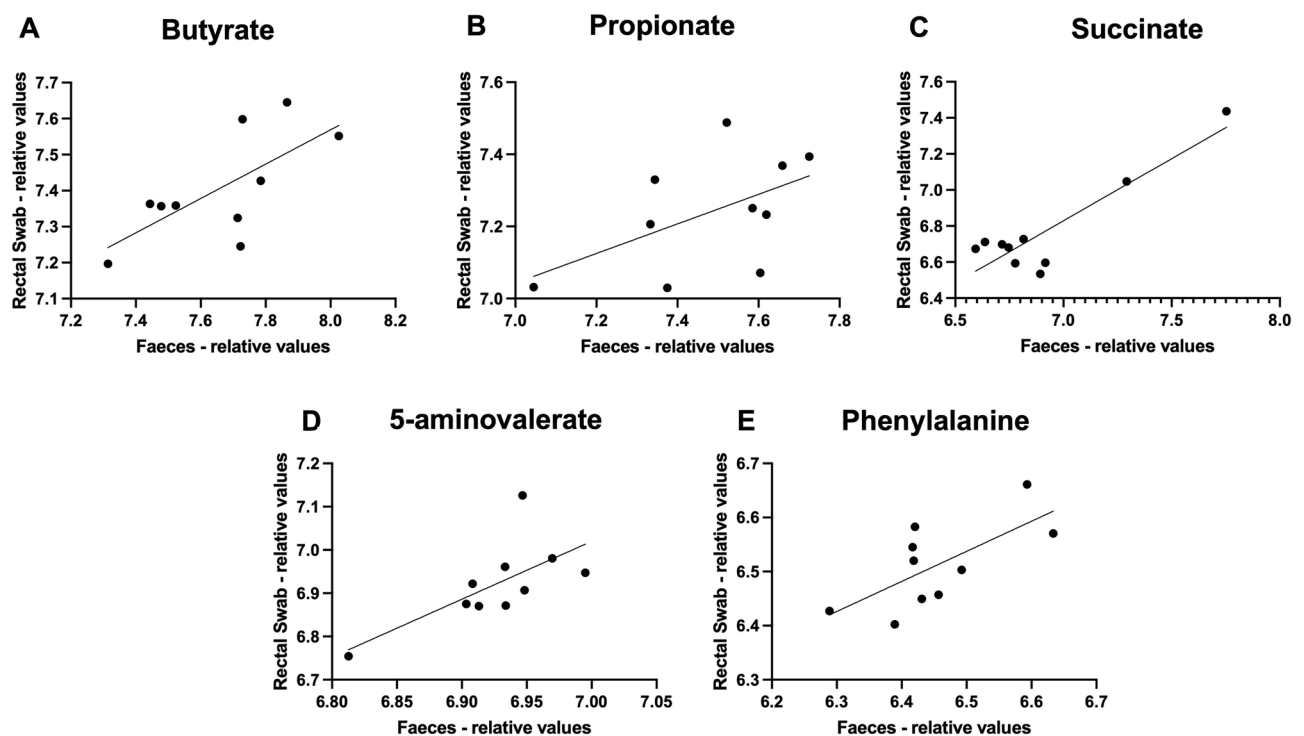 A Butyrate
Rectal Swab - relative values
7.7
7.6
7.5
7.4
7.3
7.2
7.1
7.2 7.4 7.6 7.8 8.0 8.2
Faeces - relative values
B Propionate
Rectal Swab - relative values
7.6
7.4
7.2
7.0
7.0 7.2 7.4 7.6 7.8
Faeces - relative values
C Succinate
Rectal Swab - relative values
7.6
7.4
7.2
7.0
6.8
6.6
6.4
6.5 7.0 7.5 8.0
Faeces - relative values
D 5-aminovalerate
Rectal Swab - relative values
7.2
7.1
7.0
6.9
6.8
6.7
6.80 6.85 6.90 6.95 7.00 7.05
Faeces - relative values
E Phenylalanine
Rectal Swab - relative values
6.7
6.6
6.5
6.4
6.3
6.2 6.3 6.4 6.5 6.6 6.7
Faeces - relative values